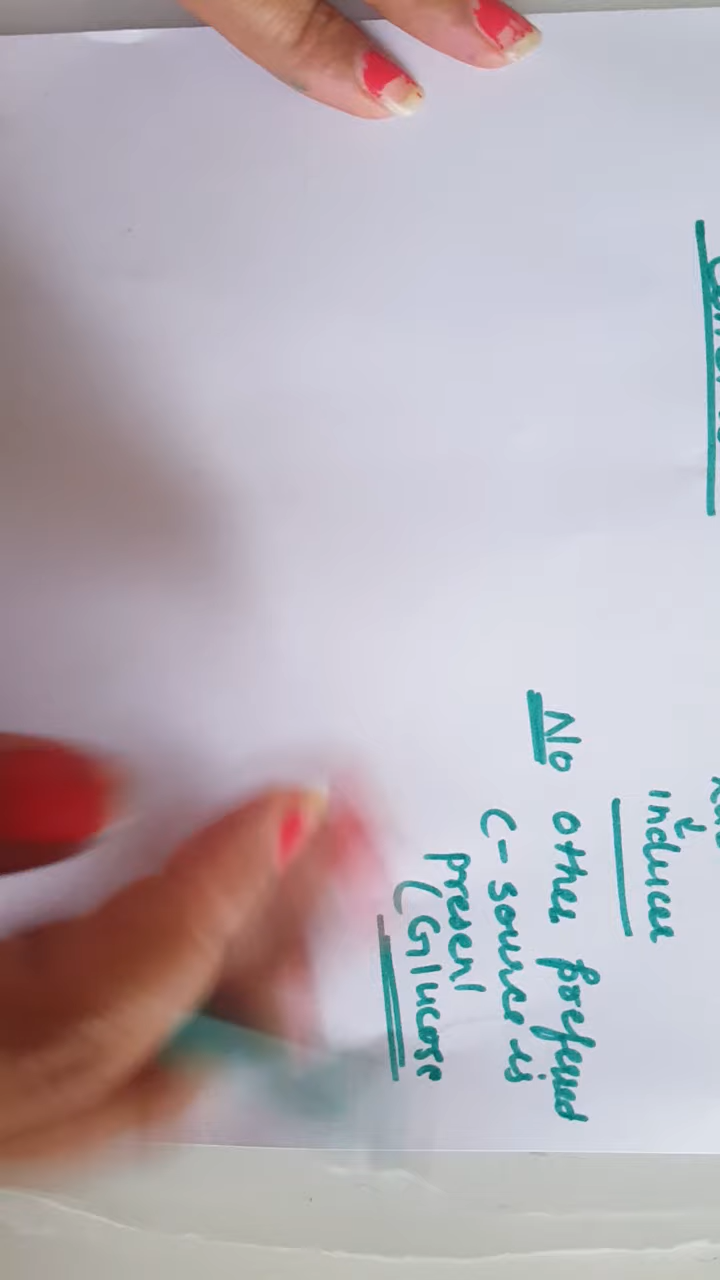 Inducer
No other preferred
C-source is
present
(Glucose